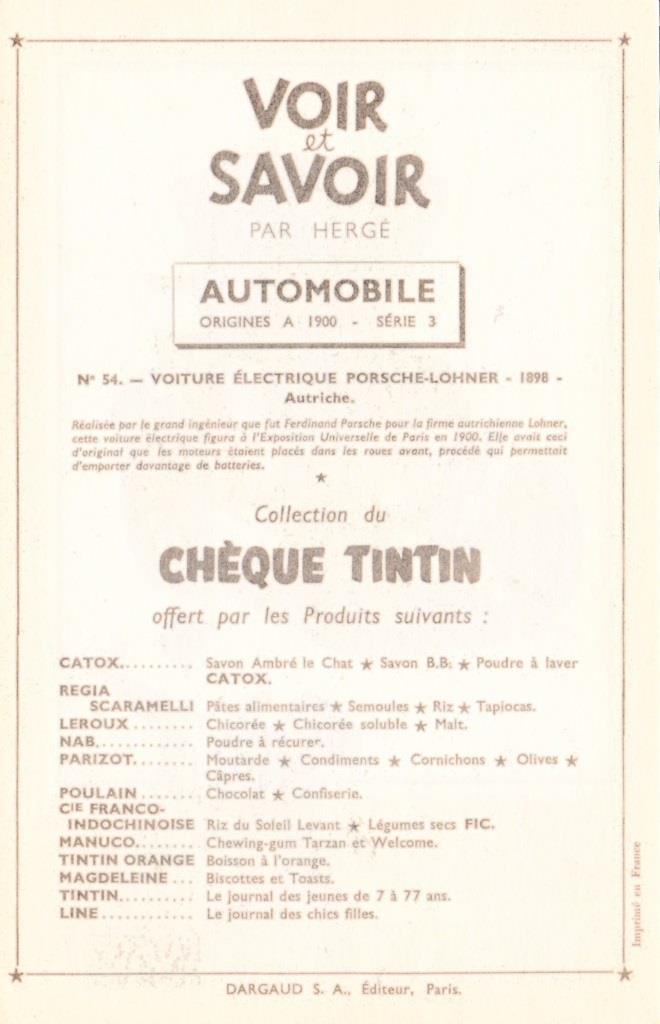 VOIR
et
SAVOIR
PAR HERGÉ
AUTOMOBILE
ORIGINES A 1900 - SÉRIE 3
N° 54. — VOITURE ÉLECTRIQUE PORSCHE-LOHNER - 1898 -
Autriche.
Réalisée par le grand ingénieur que fut Ferdinand Porsche pour la firme autrichienne Lohner,
cette voiture électrique figura à l'Exposition Universelle de Paris en 1900. Elle avait ceci
d'original que les moteurs étaient placés dans les roues avant, procédé qui permettait
d'emporter davantage de batteries.
★
Collection du
CHÈQUE TINTIN
offert par les Produits suivants :
CATOX.......... Savon Ambré le Chat ★ Savon B.B. ★ Poudre à laver
CATOX.
REGIA
SCARAMELLI Pâtes alimentaires ★ Semoules ★ Riz ★ Tapiocas.
LEROUX ........ Chicorée ★ Chicorée soluble ★ Malt.
NAB............ Poudre à récurer.
PARIZOT........ Moutarde ★ Condiments ★ Cornichons ★ Olives ★
Câpres.
POULAIN ....... Chocolat ★ Confiserie.
CIE FRANCO-
INDOCHINOISE Riz du Soleil Levant ★ Légumes secs FIC.
MANUCO........ Chewing-gum Tarzan et Welcome.
TINTIN ORANGE Boisson à l'orange.
MAGDELEINE ... Biscottes et Toasts.
TINTIN.......... Le journal des jeunes de 7 à 77 ans.
LINE ........... Le journal des chics filles.
Imprimé en France
DARGAUD S. A., Éditeur, Paris.